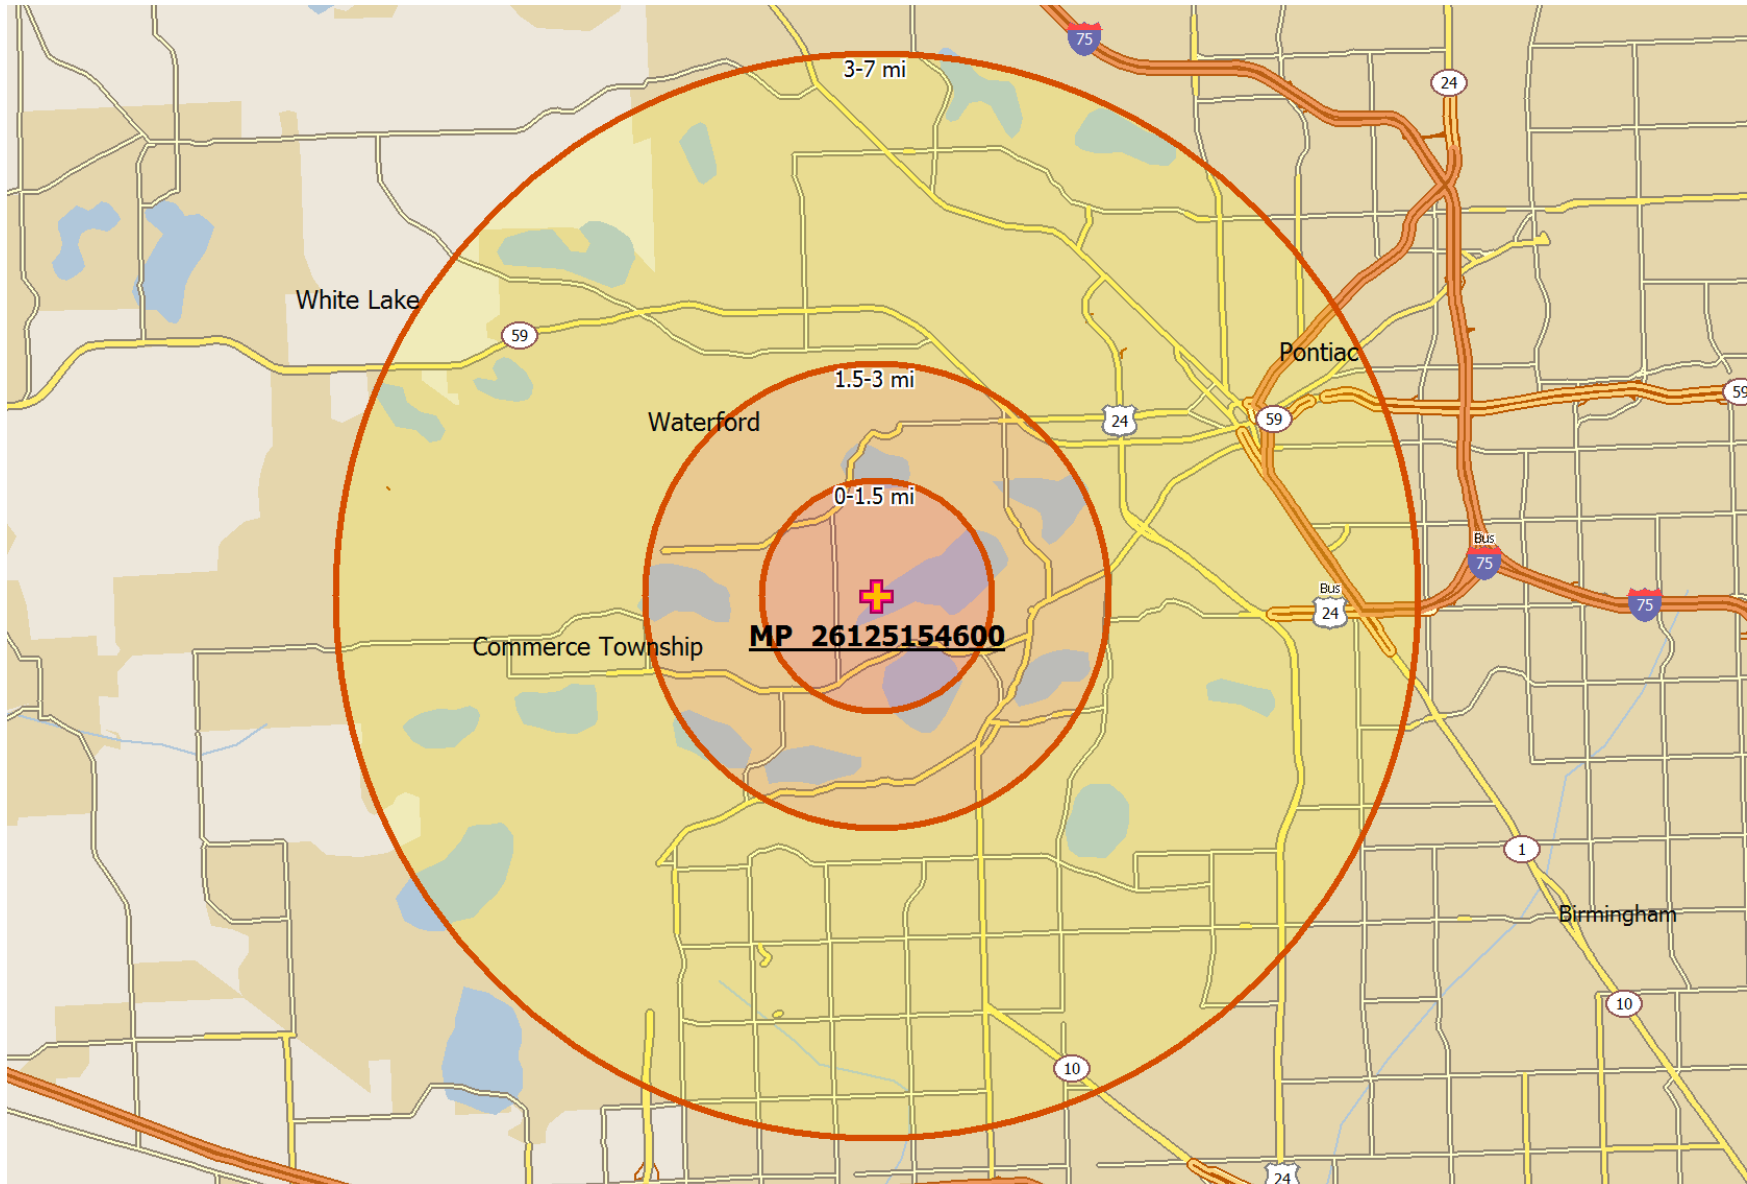 75
3-7 mi
24
White Lake
59
Pontiac
1.5-3 mi
59
Waterford
24
59
0-1.5 mi
Bus
75
Bus
24
75
MP 26125154600
Commerce Township
1
Birmingham
10
10
24